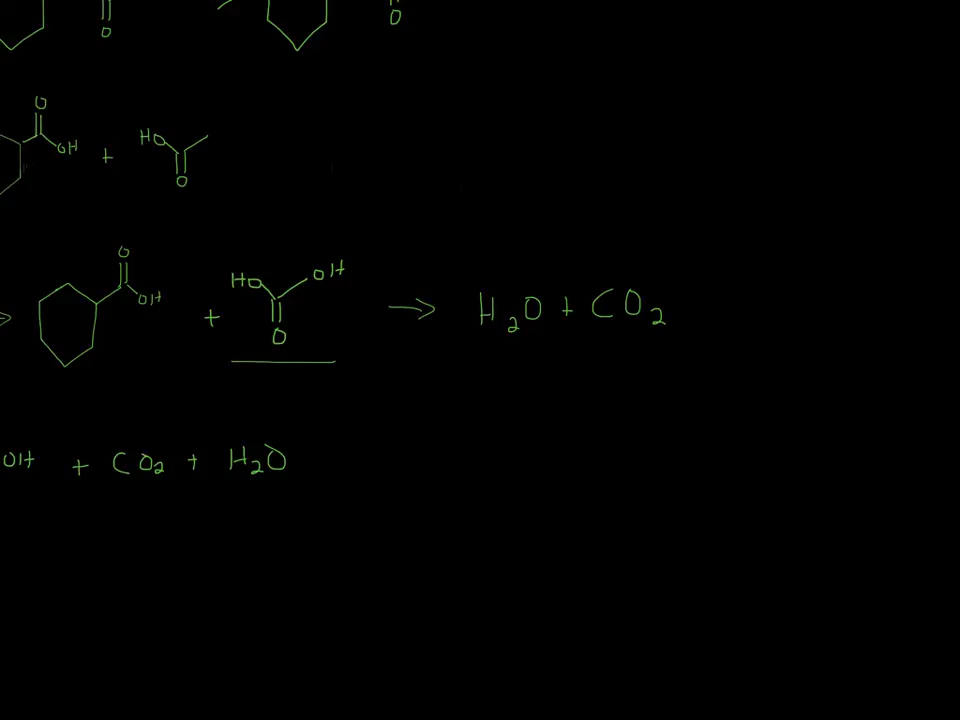 O O
O
OH + HO
O
O
OH + HO OH → H₂O + CO₂
O
OH + CO₂ + H₂O